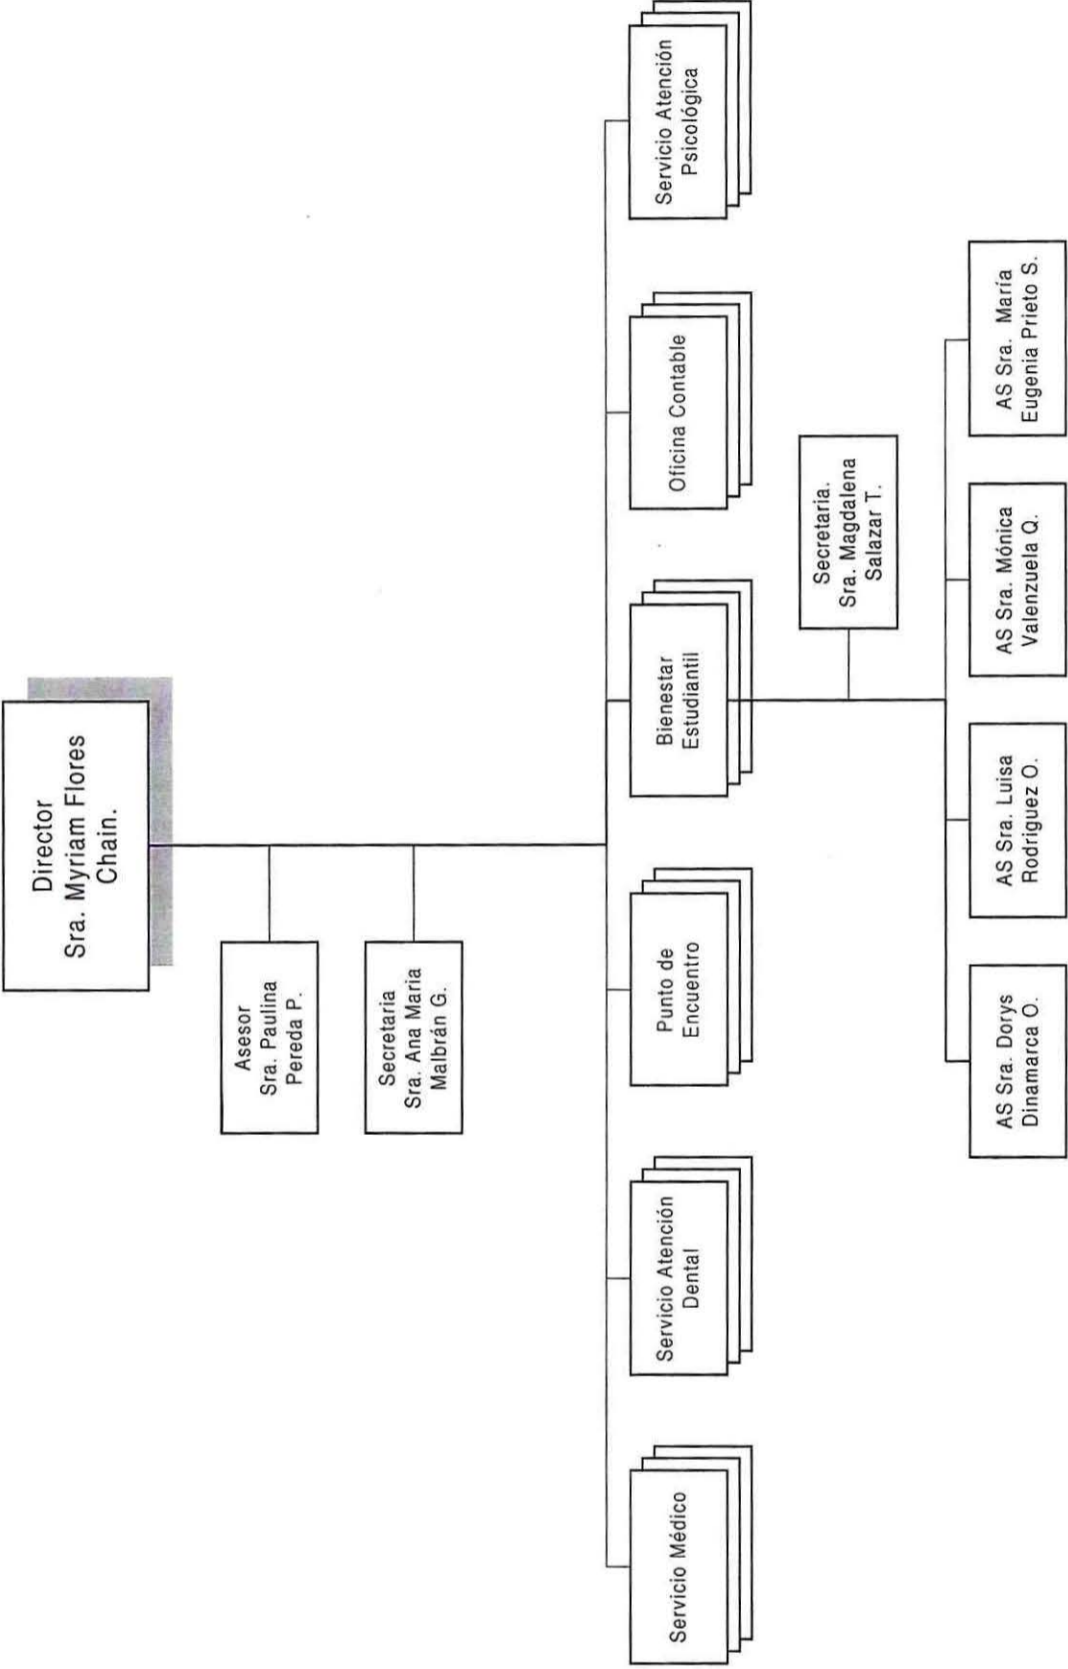 Director
Sra. Myriam Flores
Chain.
Asesor
Sra. Paulina
Pereda P.
Secretaria
Sra. Ana Maria
Malbrán G.
Servicio Médico
Servicio Atención
Dental
Punto de
Encuentro
Bienestar
Estudiantil
Oficina Contable
Servicio Atención
Psicológica
Secretaria.
Sra. Magdalena
Salazar T.
AS Sra. Dorys
Dinamarca O.
AS Sra. Luisa
Rodriguez O.
AS Sra. Mónica
Valenzuela Q.
AS Sra. María
Eugenia Prieto S.